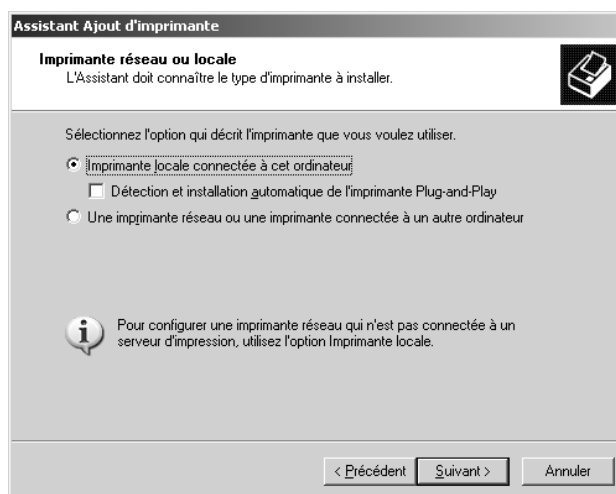 Assistant Ajout d'imprimante
Imprimante réseau ou locale
L'Assistant doit connaître le type d'imprimante à installer.
Sélectionnez l'option qui décrit l'imprimante que vous voulez utiliser.
Imprimante locale connectée à cet ordinateur
Détection et installation automatique de l'imprimante Plug-and-Play
Une imprimante réseau ou une imprimante connectée à un autre ordinateur
Pour configurer une imprimante réseau qui n'est pas connectée à un
serveur d'impression, utilisez l'option Imprimante locale.
< Précédent Suivant > Annuler